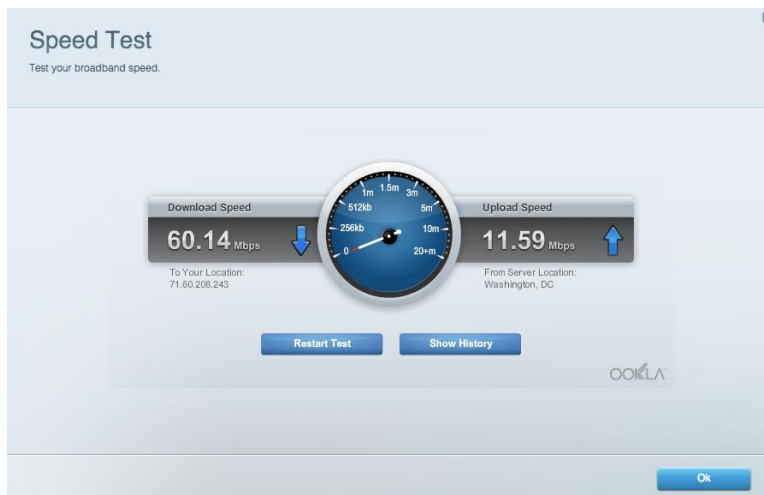 Speed Test
Test your broadband speed.
Download Speed
60.14 Mbps
To Your Location:
71.60.208.243
0
256kb
512kb
1m
1.5m
3m
5m
10m
20+m
Upload Speed
11.59 Mbps
From Server Location:
Washington, DC
Restart Test
Show History
OOKLA
Ok